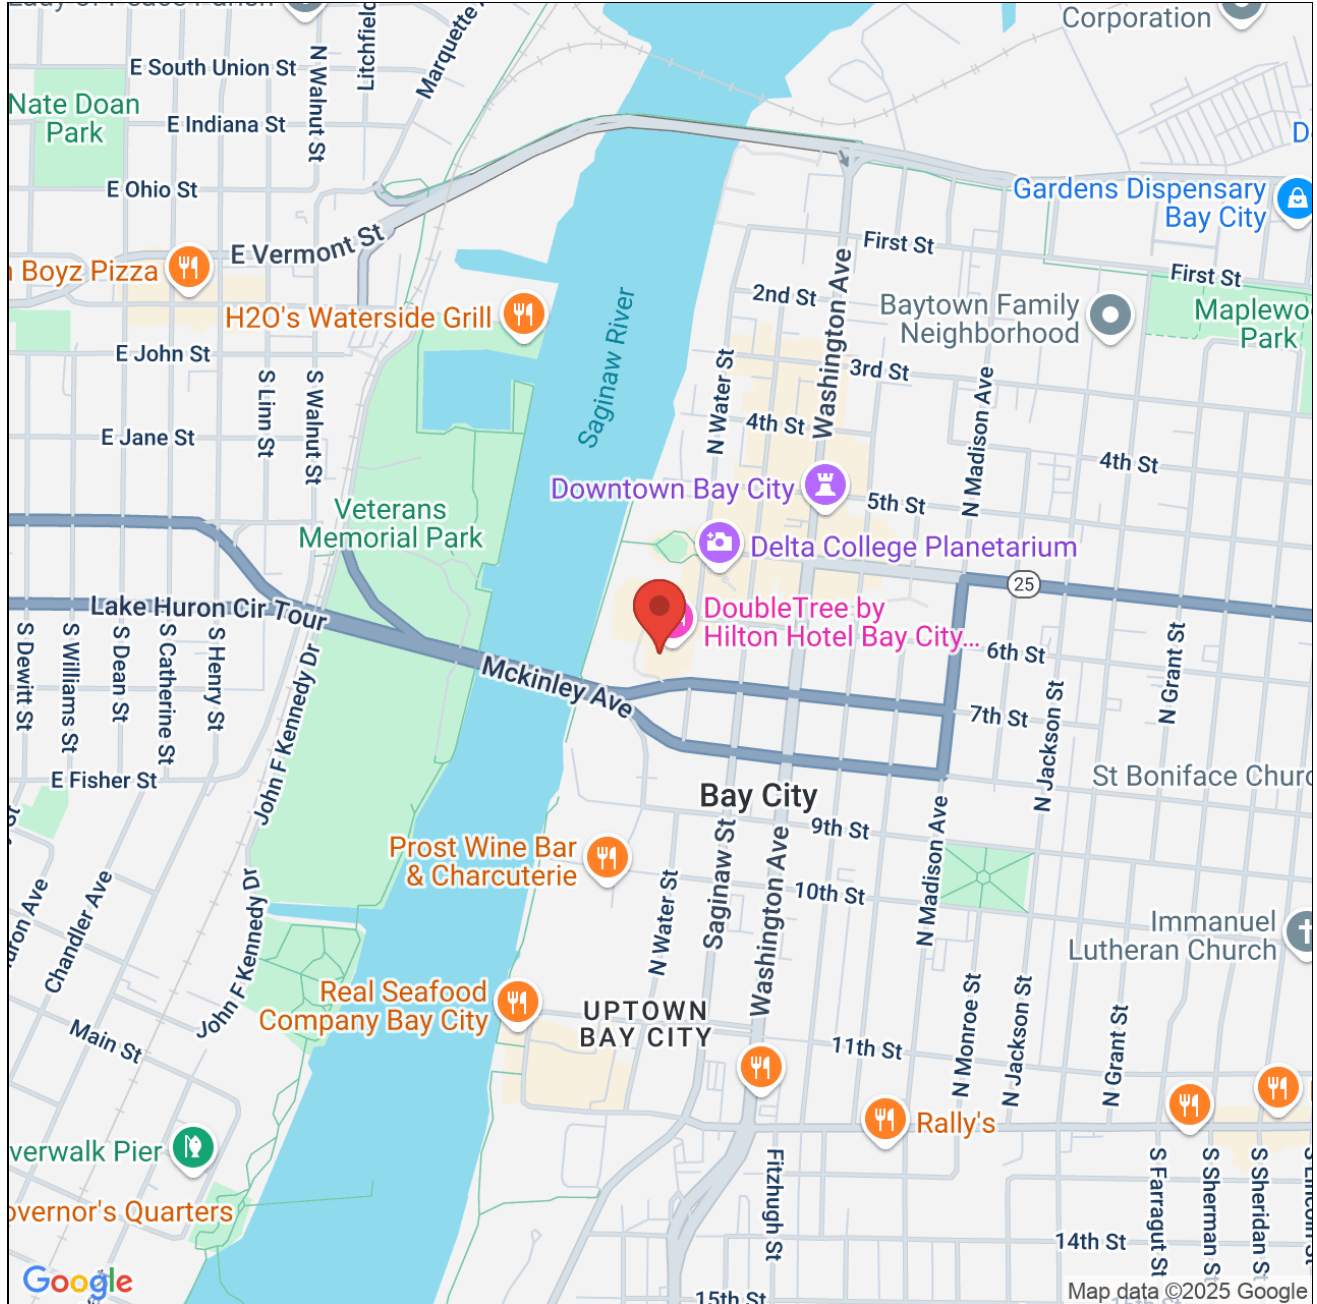 Corporation
E South Union St
N Walnut St
Litchfield
Marquette
Nate Doan
Park
E Indiana St
E Ohio St
Gardens Dispensary
Bay City
E Vermont St
First St
First St
Boyz Pizza
2nd St
Washington Ave
Baytown Family
Neighborhood
Park
H2O's Waterside Grill
Saginaw River
E John St
3rd St
S Linn St
S Walnut St
N Water St
N Madison Ave
E Jane St
4th St
4th St
Downtown Bay City
5th St
Veterans
Memorial Park
Delta College Planetarium
25
Lake Huron Cir Tour
DoubleTree by
Hilton Hotel Bay City...
6th St
S Dewitt St
S Williams St
S Dean St
S Catherine St
S Henry St
John F Kennedy Dr
Mckinley Ave
7th St
N Jackson St
N Grant St
E Fisher St
Bay City
St Boniface
9th St
Prost Wine Bar
& Charcuterie
10th St
N Madison Ave
Saginaw St
Washington Ave
N Water St
Chandler Ave
John F Kennedy Dr
Immanuel
Lutheran Church
Real Seafood
Company Bay City
UPTOWN
BAY CITY
Main St
11th St
N Monroe St
N Jackson St
N Grant St
Rally's
Pier
Quarters
Fitzhugh St
S Farragut St
S Sherman St
S Sheridan St
14th St
15th St
Google
Map data ©2025 Google